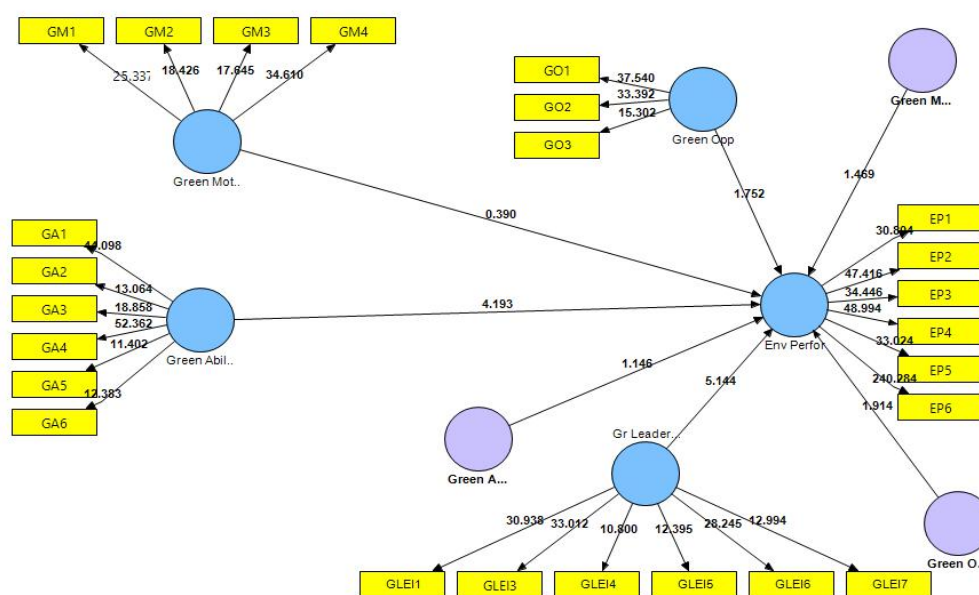 GM1
GM2
GM3
GM4
25.337
18.426
17.645
34.610
Green Mot..
GO1
GO2
GO3
37.540
33.392
15.302
Green Opp
Green M...
1.752
1.469
0.390
GA1
GA2
GA3
GA4
GA5
GA6
44.098
13.064
18.858
52.362
11.402
12.383
Green Abil..
4.193
Env Perfor
EP1
EP2
EP3
EP4
EP5
EP6
30.894
47.416
34.446
48.994
33.024
240.284
1.914
1.146
5.144
Green A...
Gr Leader...
Green O...
30.938
33.012
10.800
12.395
28.245
12.994
GLEI1
GLEI3
GLEI4
GLEI5
GLEI6
GLEI7